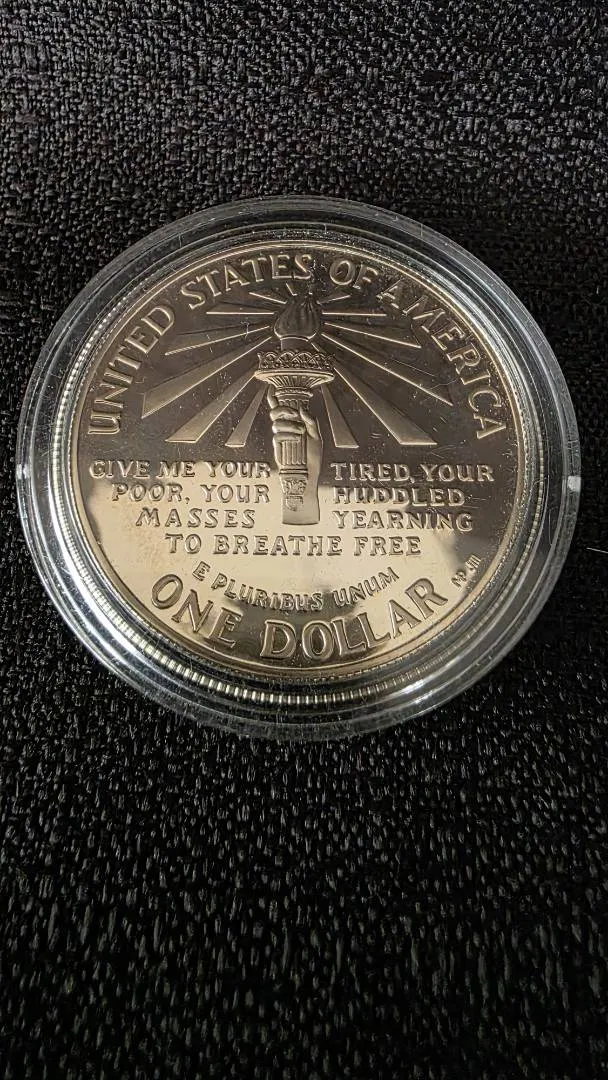 UNITED STATES OF AMERICA
GIVE ME YOUR TIRED, YOUR
POOR, YOUR HUDDLED
MASSES YEARNING
TO BREATHE FREE
E PLURIBUS UNUM
ONE DOLLAR